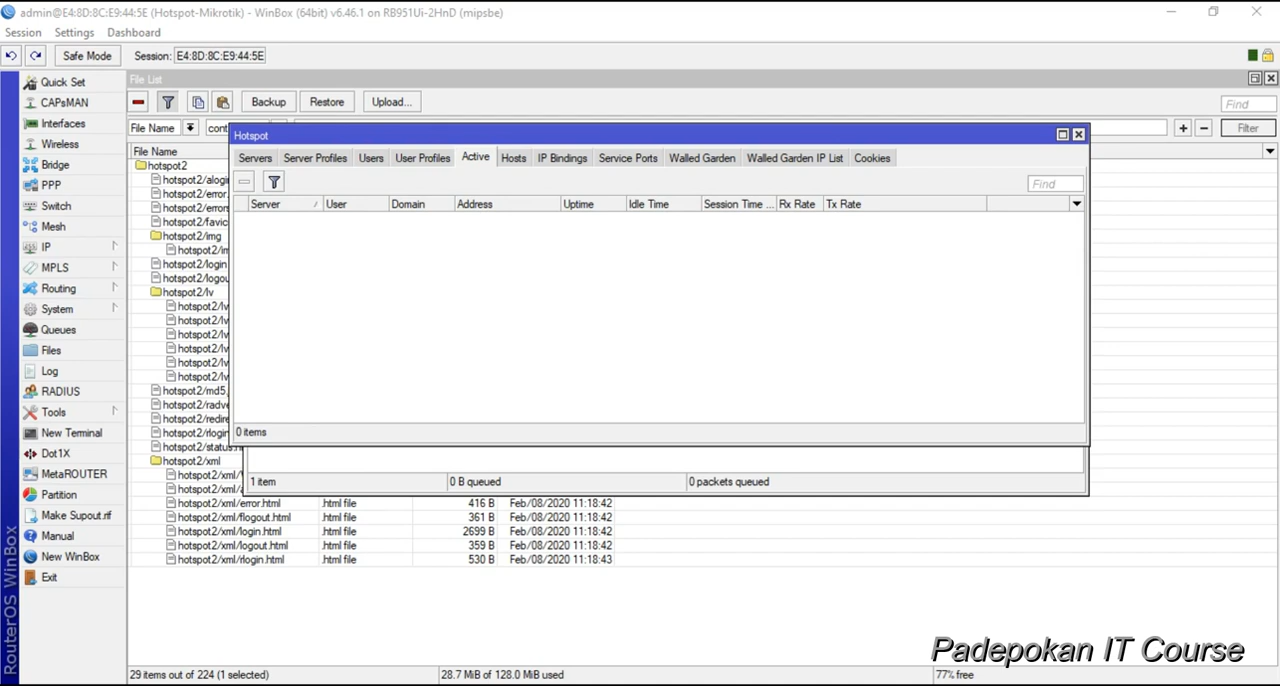 admin@E4:8D:8C:E9:44:5E (Hotspot-Mikrotik) - WinBox (64bit) v6.46.1 on RB951Ui-2HnD (mipsbe)
Session Settings Dashboard
Safe Mode Session: E4:8D:8C:E9:44:5E
Quick Set
CAPsMAN
Interfaces
Wireless
Bridge
PPP
Switch
Mesh
IP
MPLS
Routing
System
Queues
Files
Log
RADIUS
Tools
New Terminal
Dot1X
MetaROUTER
Partition
Make Supout.rif
Manual
New WinBox
Exit
RouterOS WinBox
File List
Backup Restore Upload... Find
File Name cont Filter
File Name
hotspot2
hotspot2/alogi
hotspot2/error.
hotspot2/errors
hotspot2/favic
hotspot2/img
hotspot2/im
hotspot2/login
hotspot2/logou
hotspot2/lv
hotspot2/lv
hotspot2/lv
hotspot2/lv
hotspot2/lv
hotspot2/lv
hotspot2/lv
hotspot2/md5.
hotspot2/radve
hotspot2/redire
hotspot2/rlogin
hotspot2/status.h
hotspot2/xml
hotspot2/xml/
hotspot2/xml/a
hotspot2/xml/error.html .html file 416 B Feb/08/2020 11:18:42
hotspot2/xml/flogout.html .html file 361 B Feb/08/2020 11:18:42
hotspot2/xml/login.html .html file 2699 B Feb/08/2020 11:18:42
hotspot2/xml/logout.html .html file 359 B Feb/08/2020 11:18:42
hotspot2/xml/rlogin.html .html file 530 B Feb/08/2020 11:18:43
Hotspot
Servers Server Profiles Users User Profiles Active Hosts IP Bindings Service Ports Walled Garden Walled Garden IP List Cookies
Find
Server / User Domain Address Uptime Idle Time Session Time ... Rx Rate Tx Rate
0 items
1 item 0 B queued 0 packets queued
29 items out of 224 (1 selected) 28.7 MiB of 128.0 MiB used 77% free
Padepokan IT Course